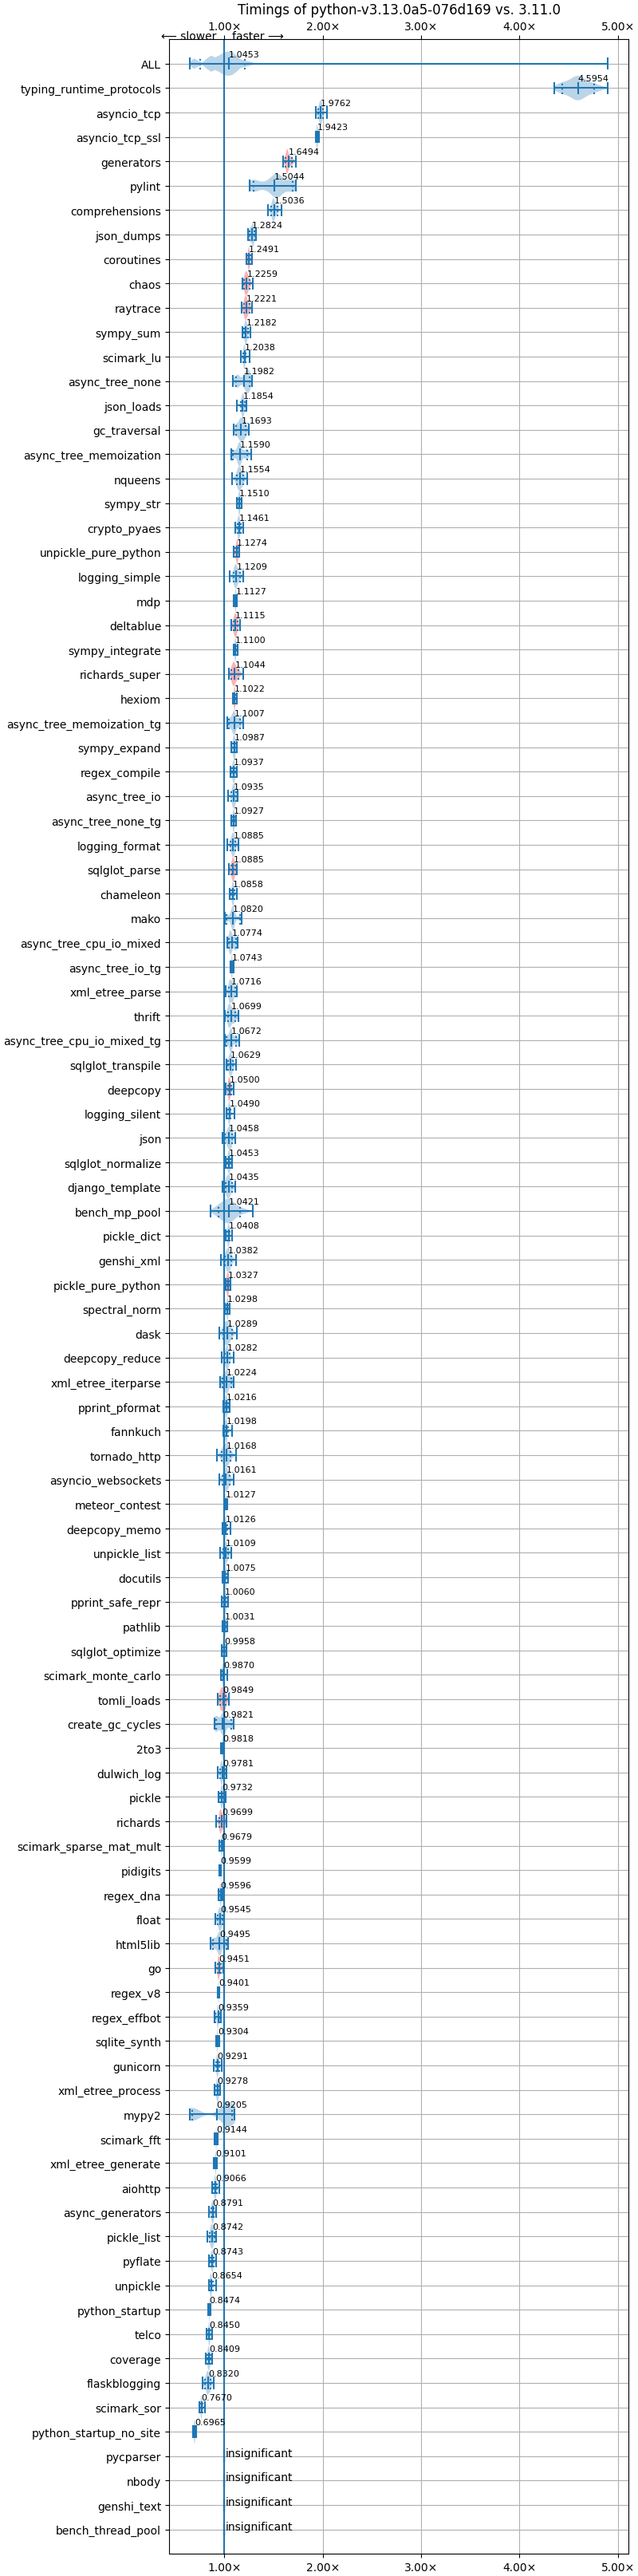 Timings of python-v3.13.0a5-076d169 vs. 3.11.0
1.00× 2.00× 3.00× 4.00× 5.00×
⟵ slower faster ⟶
ALL 1.0453
typing_runtime_protocols 4.5954
asyncio_tcp 1.9762
asyncio_tcp_ssl 1.9423
generators 1.6494
pylint 1.5044
comprehensions 1.5036
json_dumps 1.2824
coroutines 1.2491
chaos 1.2259
raytrace 1.2221
sympy_sum 1.2182
scimark_lu 1.2038
async_tree_none 1.1982
json_loads 1.1854
gc_traversal 1.1693
async_tree_memoization 1.1590
nqueens 1.1554
sympy_str 1.1510
crypto_pyaes 1.1461
unpickle_pure_python 1.1274
logging_simple 1.1209
mdp 1.1127
deltablue 1.1115
sympy_integrate 1.1100
richards_super 1.1044
hexiom 1.1022
async_tree_memoization_tg 1.1007
sympy_expand 1.0987
regex_compile 1.0937
async_tree_io 1.0935
async_tree_none_tg 1.0927
logging_format 1.0885
sqlglot_parse 1.0885
chameleon 1.0858
mako 1.0820
async_tree_cpu_io_mixed 1.0774
async_tree_io_tg 1.0743
xml_etree_parse 1.0716
thrift 1.0699
async_tree_cpu_io_mixed_tg 1.0672
sqlglot_transpile 1.0629
deepcopy 1.0500
logging_silent 1.0490
json 1.0458
sqlglot_normalize 1.0453
django_template 1.0435
bench_mp_pool 1.0421
pickle_dict 1.0408
genshi_xml 1.0382
pickle_pure_python 1.0327
spectral_norm 1.0298
dask 1.0289
deepcopy_reduce 1.0282
xml_etree_iterparse 1.0224
pprint_pformat 1.0216
fannkuch 1.0198
tornado_http 1.0168
asyncio_websockets 1.0161
meteor_contest 1.0127
deepcopy_memo 1.0126
unpickle_list 1.0109
docutils 1.0075
pprint_safe_repr 1.0060
pathlib 1.0031
sqlglot_optimize 0.9958
scimark_monte_carlo 0.9870
tomli_loads 0.9849
create_gc_cycles 0.9821
2to3 0.9818
dulwich_log 0.9781
pickle 0.9732
richards 0.9699
scimark_sparse_mat_mult 0.9679
pidigits 0.9599
regex_dna 0.9596
float 0.9545
html5lib 0.9495
go 0.9451
regex_v8 0.9401
regex_effbot 0.9359
sqlite_synth 0.9304
gunicorn 0.9291
xml_etree_process 0.9278
mypy2 0.9205
scimark_fft 0.9144
xml_etree_generate 0.9101
aiohttp 0.9066
async_generators 0.8791
pickle_list 0.8742
pyflate 0.8743
unpickle 0.8654
python_startup 0.8474
telco 0.8450
coverage 0.8409
flaskblogging 0.8320
scimark_sor 0.7670
python_startup_no_site 0.6965
pycparser insignificant
nbody insignificant
genshi_text insignificant
bench_thread_pool insignificant
1.00× 2.00× 3.00× 4.00× 5.00×